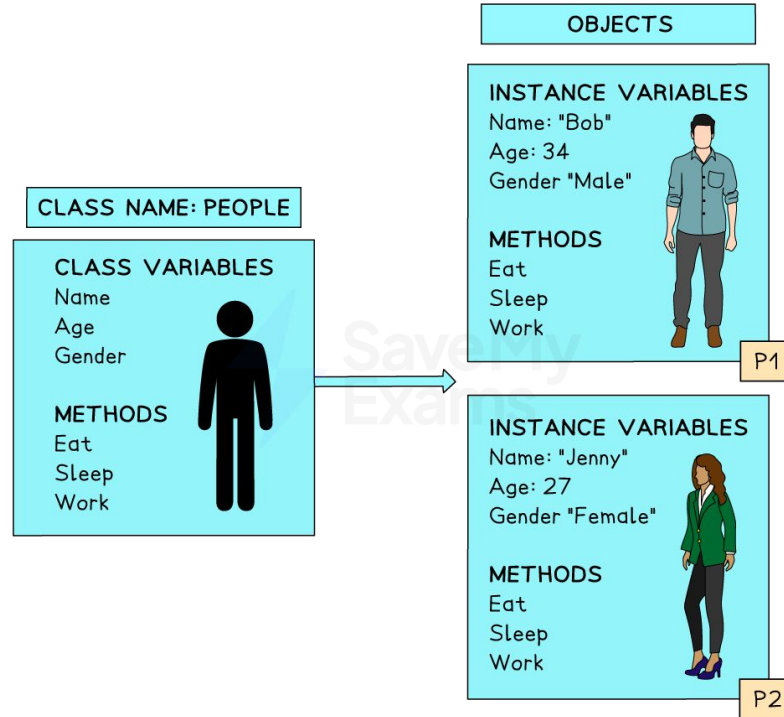 OBJECTS
INSTANCE VARIABLES
Name: "Bob"
Age: 34
Gender "Male"
METHODS
Eat
Sleep
Work
P1
CLASS NAME: PEOPLE
CLASS VARIABLES
Name
Age
Gender
METHODS
Eat
Sleep
Work
SaveMy
Exams
INSTANCE VARIABLES
Name: "Jenny"
Age: 27
Gender "Female"
METHODS
Eat
Sleep
Work
P2